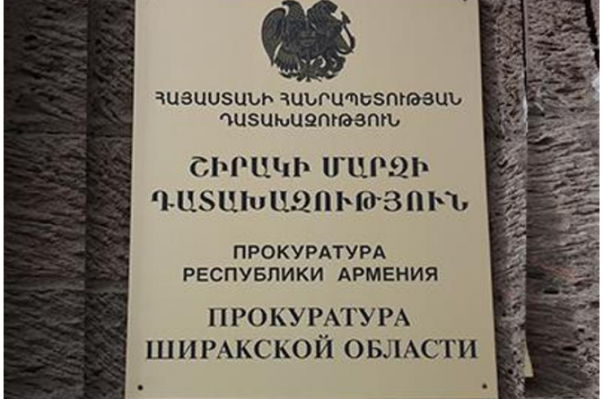 ՀԱՅԱՍՏԱՆԻ ՀԱՆՐԱՊԵՏՈՒԹՅԱՆ
ԴԱՏԱԽԱԶՈՒԹՅՈՒՆ
ՇԻՐԱԿԻ ՄԱՐԶԻ
ԴԱՏԱԽԱԶՈՒԹՅՈՒՆ
ПРОКУРАТУРА
РЕСПУБЛИКИ АРМЕНИЯ
ПРОКУРАТУРА
ШИРАКСКОЙ ОБЛАСТИ